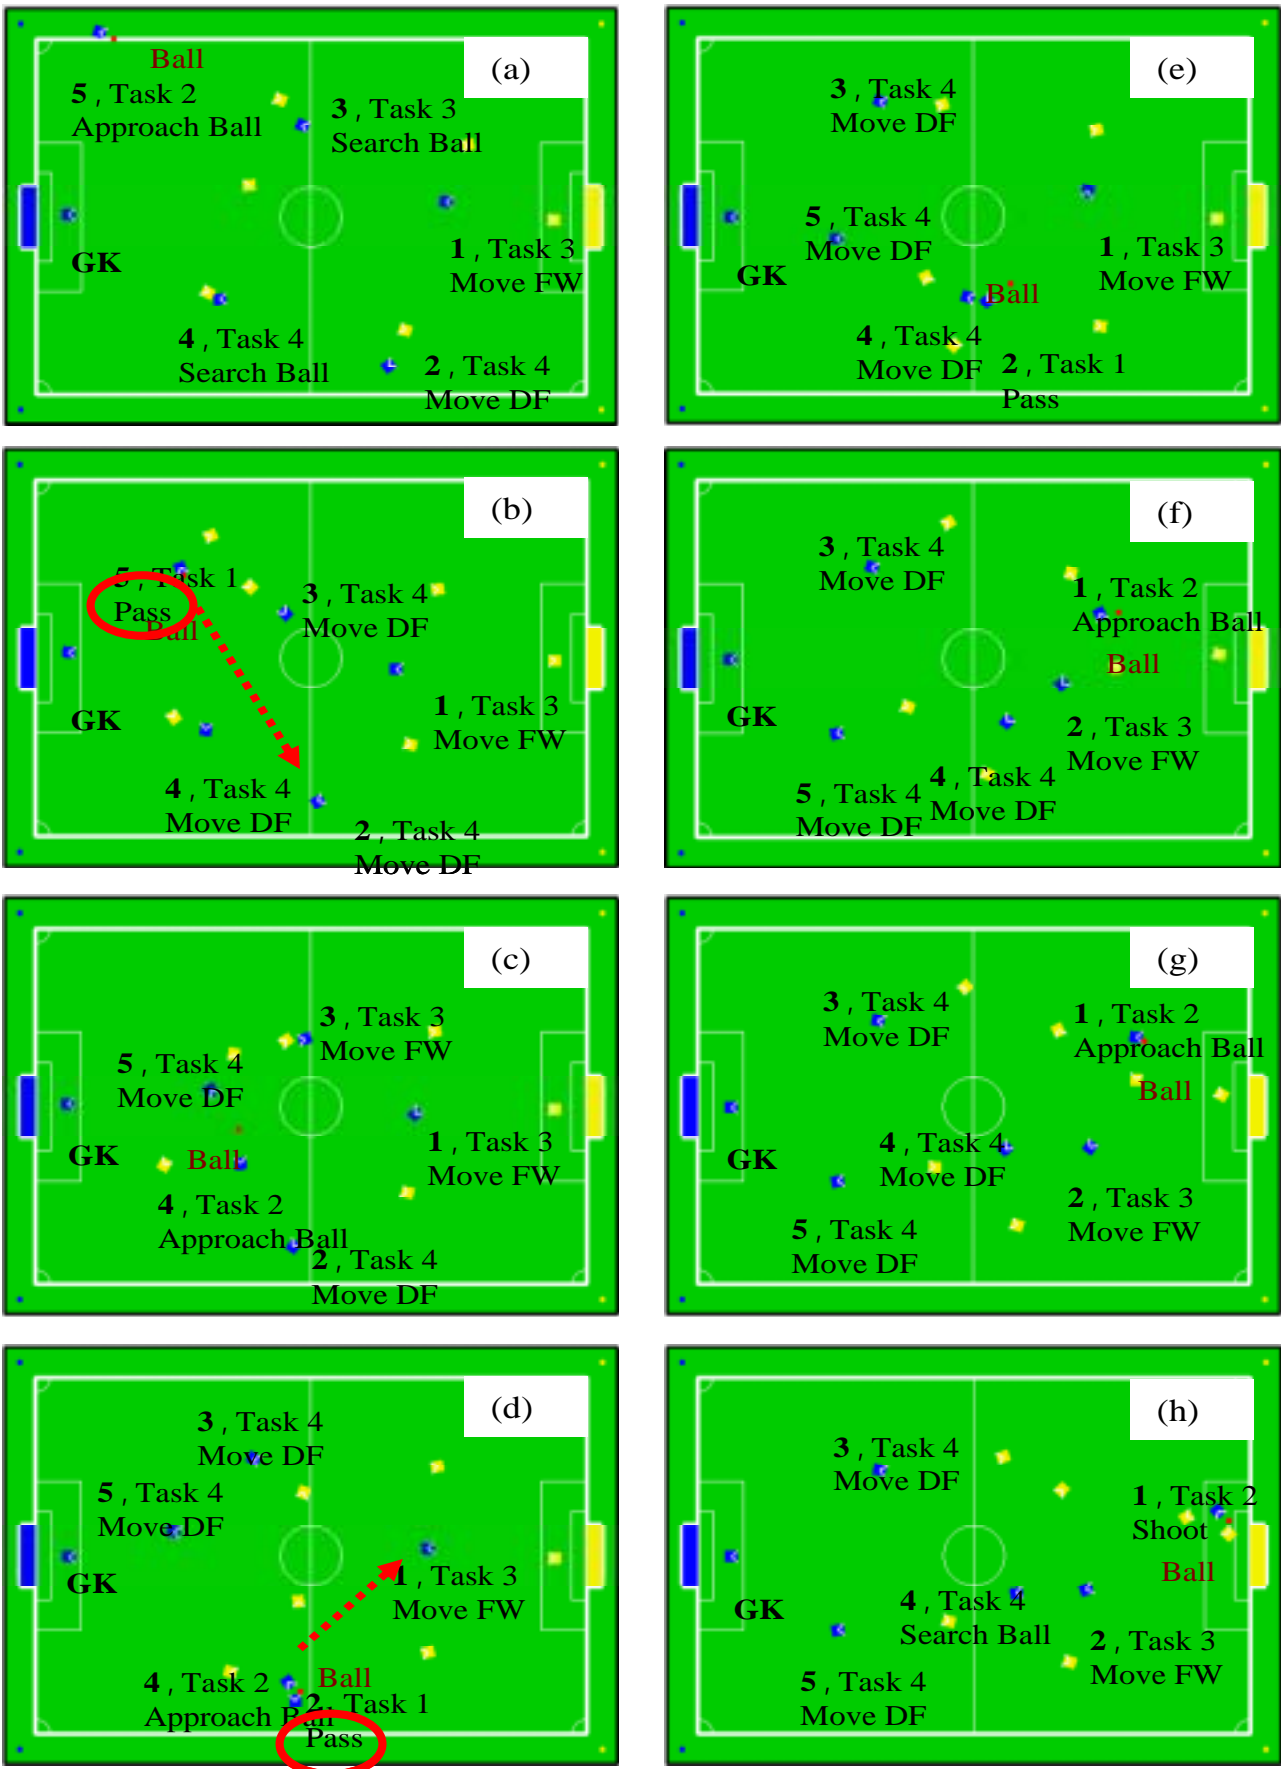 (a)
Ball
5 , Task 2
Approach Ball
3 , Task 3
Search Ball
GK
1 , Task 3
Move FW
4 , Task 4
Search Ball
2 , Task 4
Move DF
(b)
5 , Task 1
Pass
Ball
3 , Task 4
Move DF
GK
1 , Task 3
Move FW
4 , Task 4
Move DF
2 , Task 4
Move DF
(c)
3 , Task 3
Move FW
5 , Task 4
Move DF
GK
Ball
1 , Task 3
Move FW
4 , Task 2
Approach Ball
2 , Task 4
Move DF
(d)
3 , Task 4
Move DF
5 , Task 4
Move DF
GK
1 , Task 3
Move FW
Ball
4 , Task 2
Approach Ball
2 , Task 1
Pass
(e)
3 , Task 4
Move DF
5 , Task 4
Move DF
GK
1 , Task 3
Move FW
Ball
4 , Task 4
Move DF
2 , Task 1
Pass
(f)
3 , Task 4
Move DF
1 , Task 2
Approach Ball
Ball
GK
2 , Task 3
Move FW
5 , Task 4
Move DF
4 , Task 4
Move DF
(g)
3 , Task 4
Move DF
1 , Task 2
Approach Ball
Ball
GK
4 , Task 4
Move DF
2 , Task 3
Move FW
5 , Task 4
Move DF
(h)
3 , Task 4
Move DF
1 , Task 2
Shoot
Ball
GK
4 , Task 4
Search Ball
2 , Task 3
Move FW
5 , Task 4
Move DF